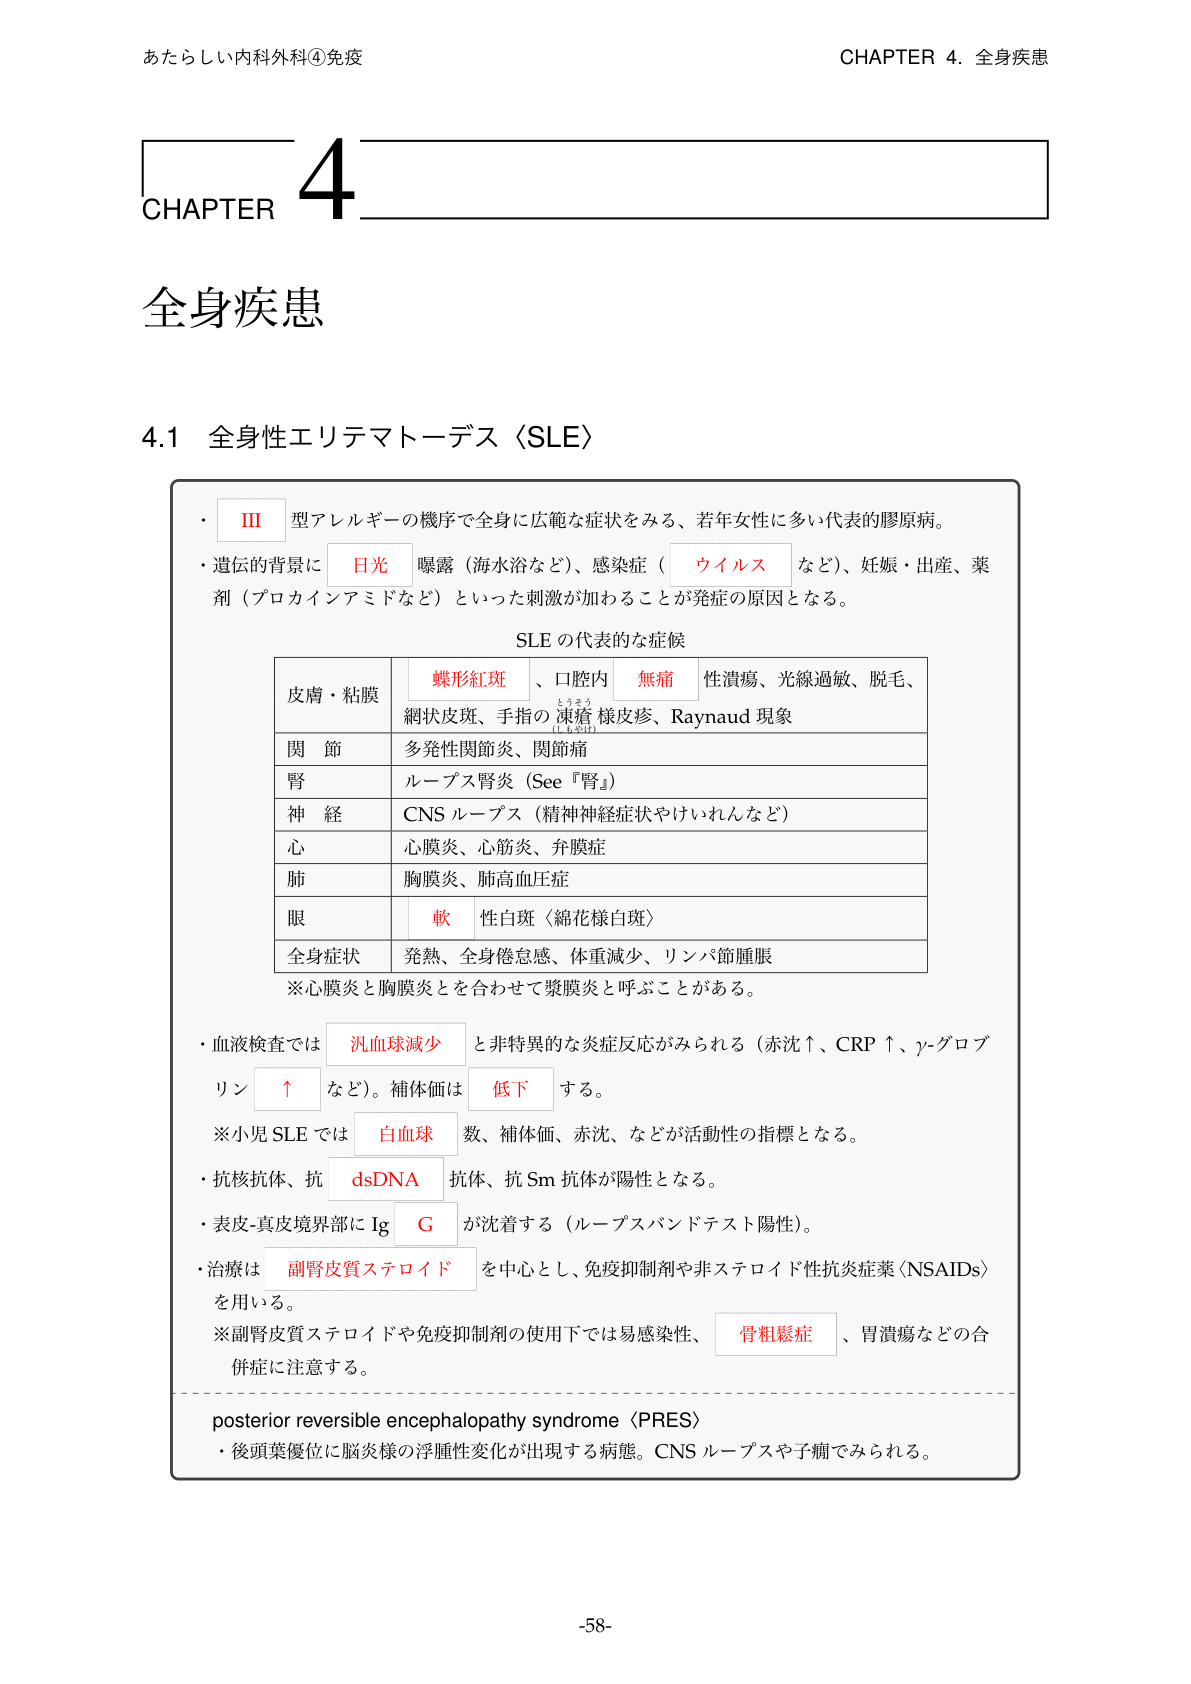 あたらしい内科外科④免疫 CHAPTER 4. 全身疾患
CHAPTER 4
全身疾患
4.1 全身性エリテマトーデス〈SLE〉
・ III 型アレルギーの機序で全身に広範な症状をみる、若年女性に多い代表的膠原病。
・遺伝的背景に 日光 曝露（海水浴など）、感染症（ ウイルス など）、妊娠・出産、薬
剤（プロカインアミドなど）といった刺激が加わることが発症の原因となる。
SLE の代表的な症候
皮膚・粘膜 蝶形紅斑 、口腔内 無痛 性潰瘍、光線過敏、脱毛、
網状皮斑、手指の凍瘡様皮疹、Raynaud 現象
とうそう
(しもやけ)
関 節 多発性関節炎、関節痛
腎 ループス腎炎（See『腎』）
神 経 CNS ループス（精神神経症状やけいれんなど）
心 心膜炎、心筋炎、弁膜症
肺 胸膜炎、肺高血圧症
眼 軟 性白斑〈綿花様白斑〉
全身症状 発熱、全身倦怠感、体重減少、リンパ節腫脹
※心膜炎と胸膜炎とを合わせて漿膜炎と呼ぶことがある。
・血液検査では 汎血球減少 と非特異的な炎症反応がみられる（赤沈↑、CRP ↑、γ-グロブ
リン ↑ など）。補体価は 低下 する。
※小児 SLE では 白血球 数、補体価、赤沈、などが活動性の指標となる。
・抗核抗体、抗 dsDNA 抗体、抗 Sm 抗体が陽性となる。
・表皮-真皮境界部に Ig G が沈着する（ループスバンドテスト陽性）。
・治療は 副腎皮質ステロイド を中心とし、免疫抑制剤や非ステロイド性抗炎症薬〈NSAIDs〉
を用いる。
※副腎皮質ステロイドや免疫抑制剤の使用下では易感染性、 骨粗鬆症 、胃潰瘍などの合
併症に注意する。
posterior reversible encephalopathy syndrome〈PRES〉
・後頭葉優位に脳炎様の浮腫性変化が出現する病態。CNS ループスや子癇でみられる。
-58-